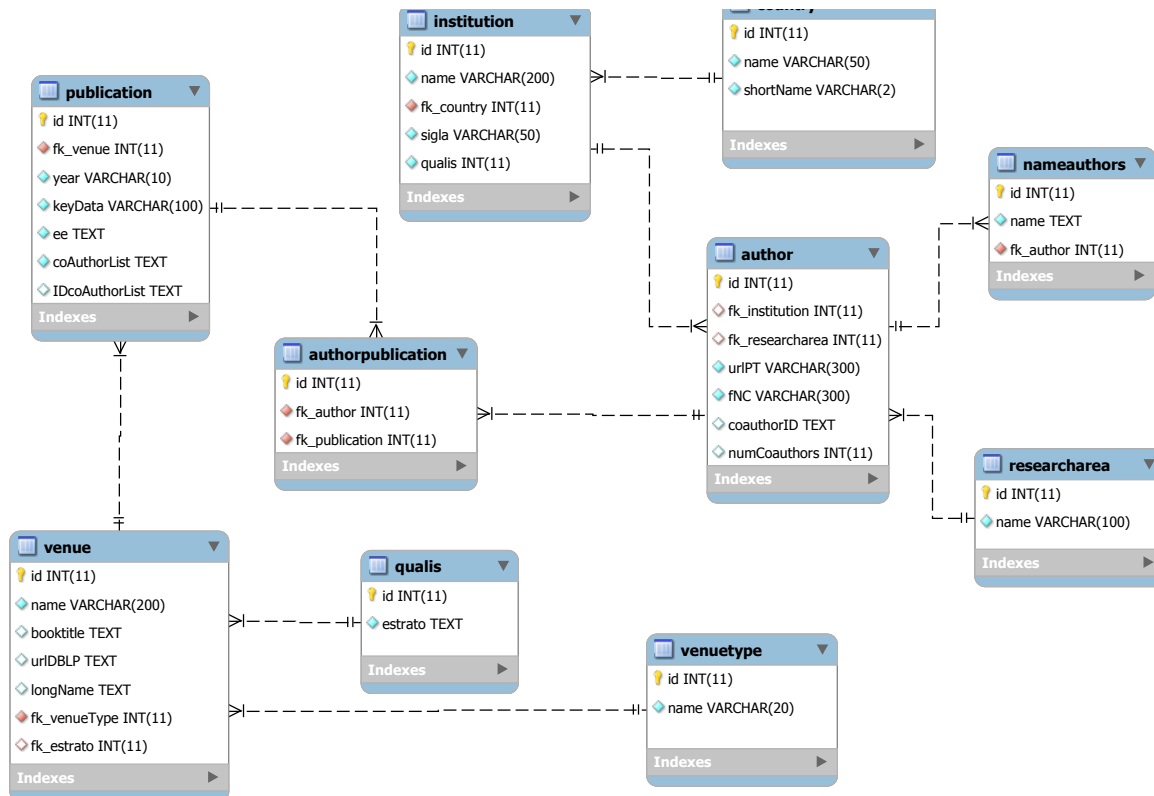 institution
id INT(11)
name VARCHAR(200)
fk_country INT(11)
sigla VARCHAR(50)
qualis INT(11)
Indexes
country
id INT(11)
name VARCHAR(50)
shortName VARCHAR(2)
Indexes
publication
id INT(11)
fk_venue INT(11)
year VARCHAR(10)
keyData VARCHAR(100)
ee TEXT
coAuthorList TEXT
IDcoAuthorList TEXT
Indexes
nameauthors
id INT(11)
name TEXT
fk_author INT(11)
Indexes
author
id INT(11)
fk_institution INT(11)
fk_researcharea INT(11)
urlPT VARCHAR(300)
fNC VARCHAR(300)
coauthorID TEXT
numCoauthors INT(11)
Indexes
authorpublication
id INT(11)
fk_author INT(11)
fk_publication INT(11)
Indexes
researcharea
id INT(11)
name VARCHAR(100)
Indexes
venue
id INT(11)
name VARCHAR(200)
booktitle TEXT
urlDBLP TEXT
longName TEXT
fk_venueType INT(11)
fk_estrato INT(11)
Indexes
qualis
id INT(11)
estrato TEXT
Indexes
venuetype
id INT(11)
name VARCHAR(20)
Indexes